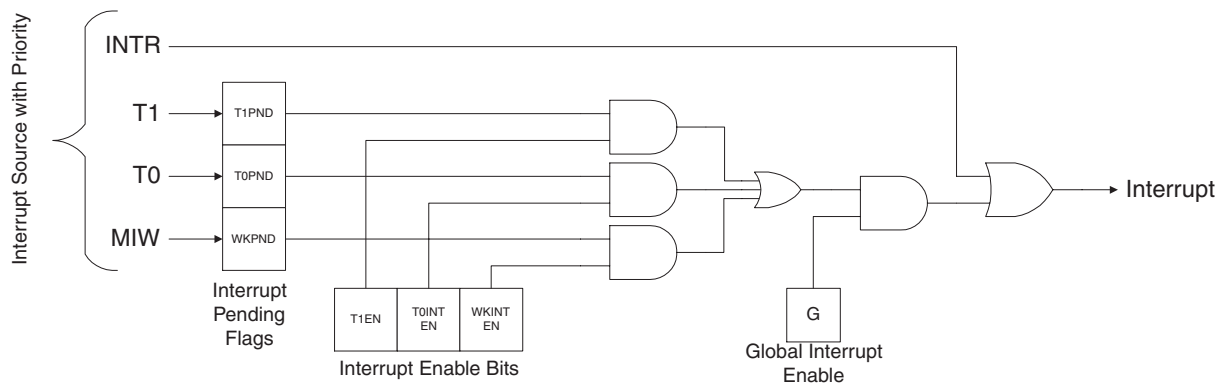 Interrupt Source with Priority
INTR
T1
T0
MIW
T1PND
T0PND
WKPND
Interrupt
Pending
Flags
T1EN
T0INT
EN
WKINT
EN
Interrupt Enable Bits
G
Global Interrupt
Enable
Interrupt